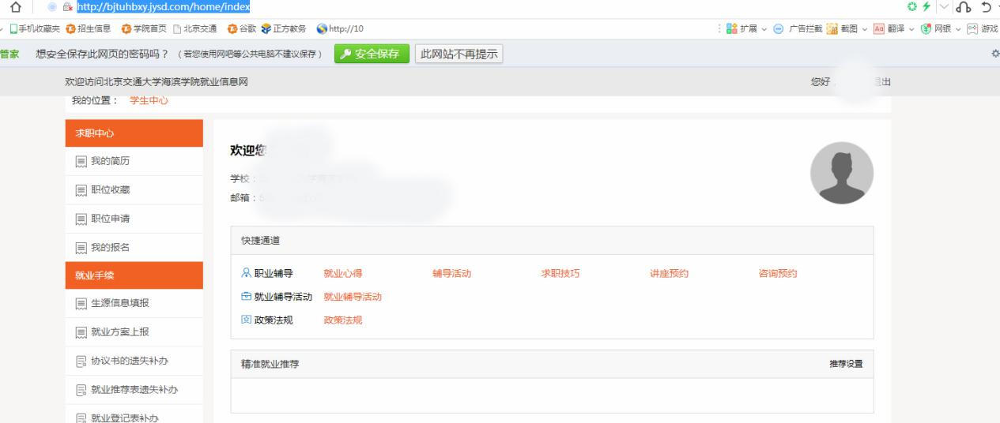 http://bjtuhbxy.jysd.com/home/index
手机收藏夹 招生信息 学院首页 北京交通 谷歌 正方教务 http://10 扩展 广告拦截 截图 翻译 网银 游戏
管家 想安全保存此网页的密码吗？（若您使用网吧等公共电脑不建议保存） 安全保存 此网站不再提示
欢迎访问北京交通大学海滨学院就业信息网 您好， 退出
我的位置： 学生中心
求职中心
我的简历
职位收藏
职位申请
我的报名
就业手续
生源信息填报
就业方案上报
协议书的遗失补办
就业推荐表遗失补办
就业登记表补办
欢迎您
学校：
邮箱：
快捷通道
职业辅导 就业心得 辅导活动 求职技巧 讲座预约 咨询预约
就业辅导活动 就业辅导活动
政策法规 政策法规
精准就业推荐 推荐设置